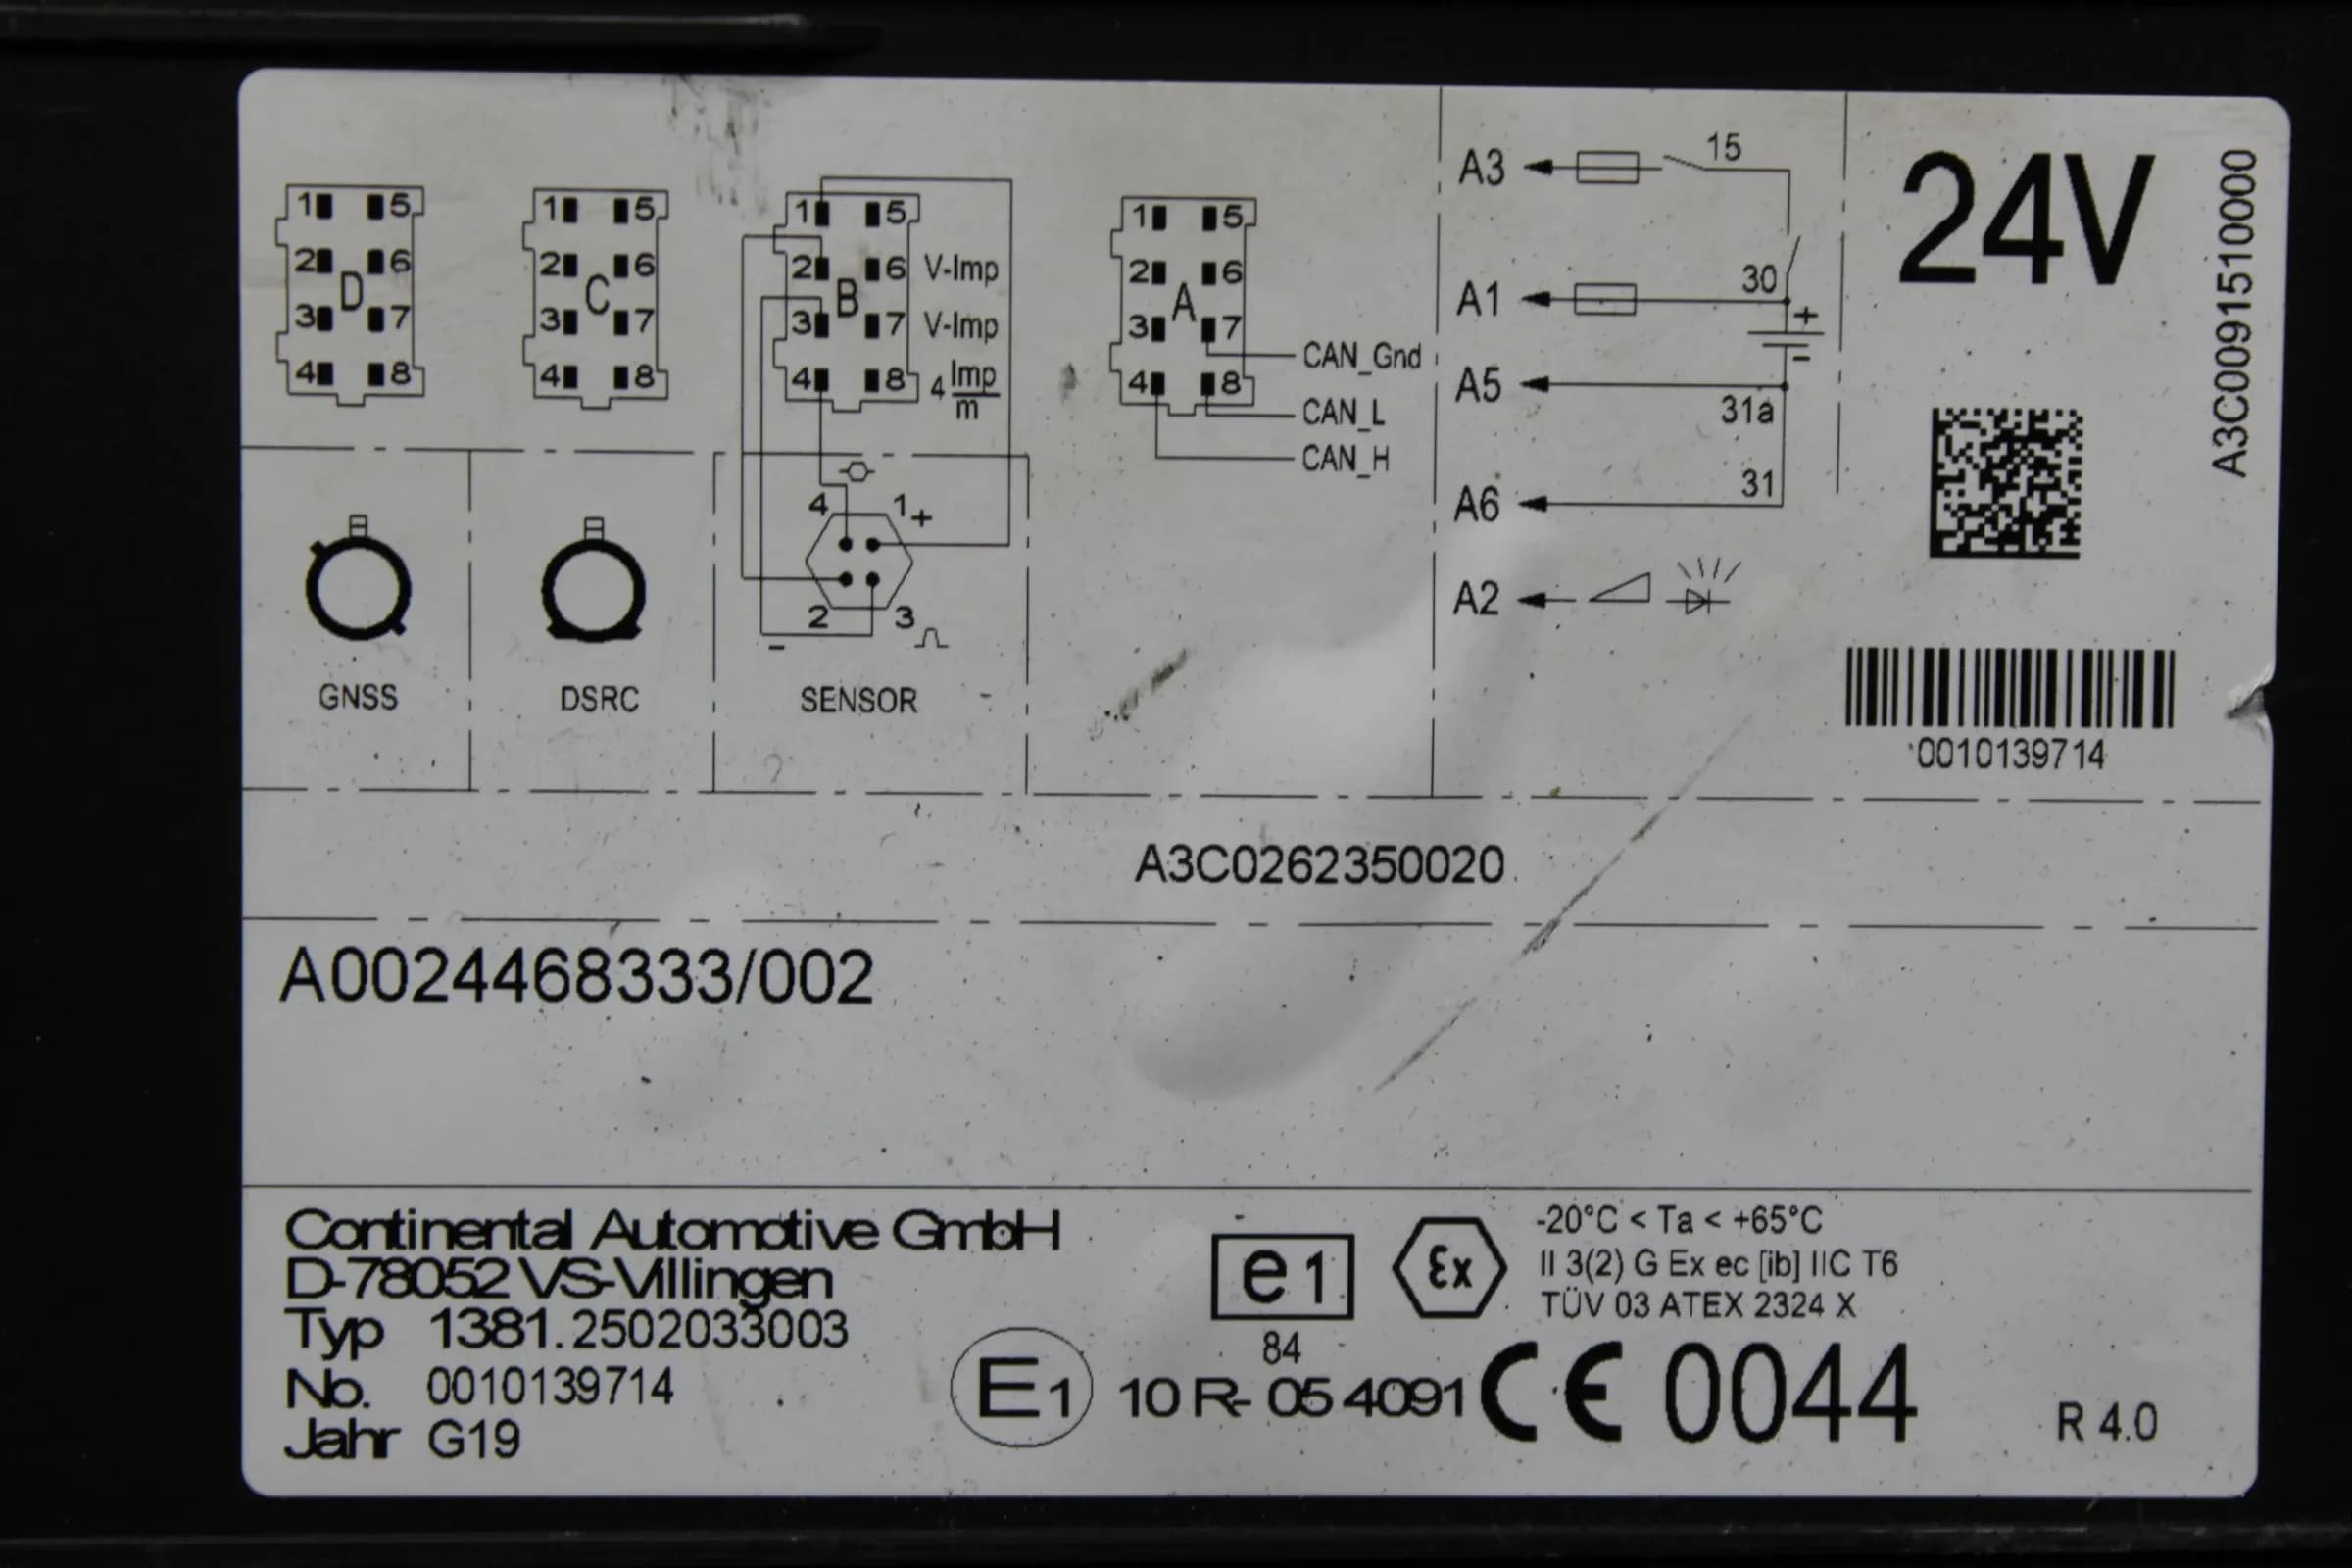 1 5 1 5 1 5 1 5
2 6 2 6 2 6 V-Imp 2 6
D C B A
3 7 3 7 3 7 V-Imp 3 7
4 8 4 8 4 8 4 Imp/m 4 8
CAN_Gnd
CAN_L
CAN_H
4 1 +
2 3
-
GNSS DSRC SENSOR
A3 15
A1 30
+
-
A5 31a
A6 31
A2
24V
A3C0091510000
0010139714
A3C0262350020
A0024468333/002
Continental Automotive GmbH
D-78052 VS-Villingen
Typ 1381.2502033003
No. 0010139714
Jahr G19
e1
84
Ex
-20°C < Ta < +65°C
II 3(2) G Ex ec [ib] IIC T6
TÜV 03 ATEX 2324 X
E1 10 R- 05 4091 CE 0044 R 4.0